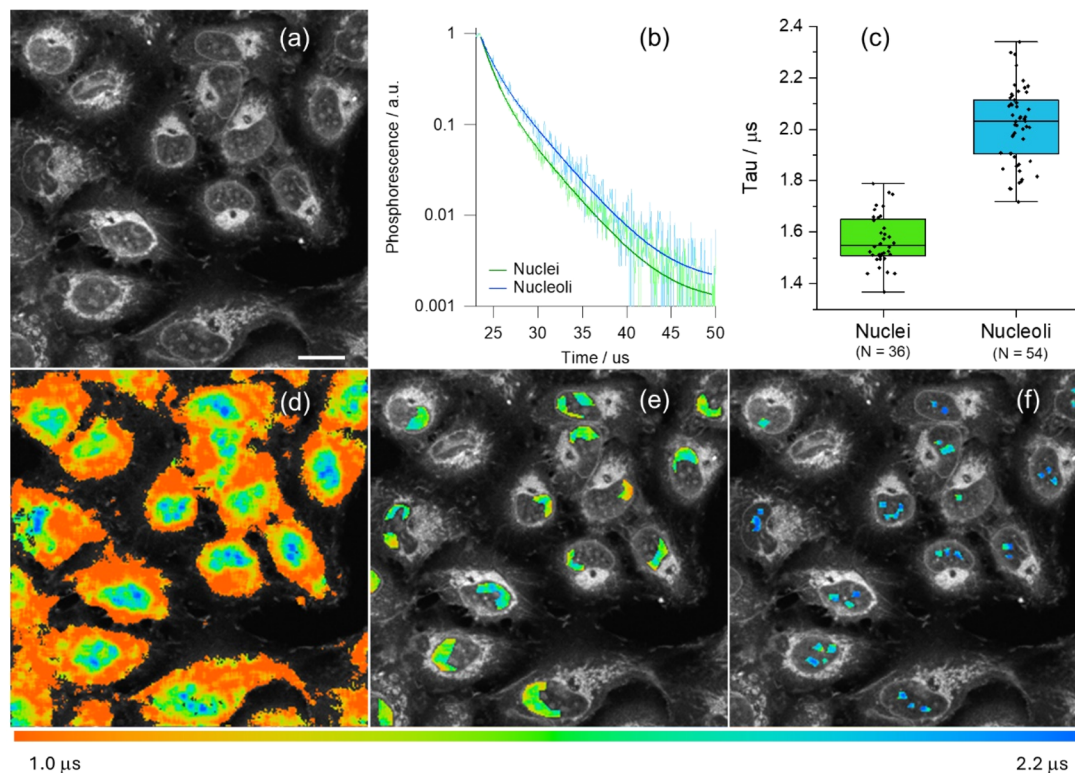 (a)
(b)
Phosphorescence / a.u.
1
0.1
0.01
0.001
Nuclei
Nucleoli
25 30 35 40 45 50
Time / us
(c)
Tau / μs
2.4
2.2
2.0
1.8
1.6
1.4
Nuclei Nucleoli
(N = 36) (N = 54)
(d)
(e)
(f)
1.0 μs 2.2 μs